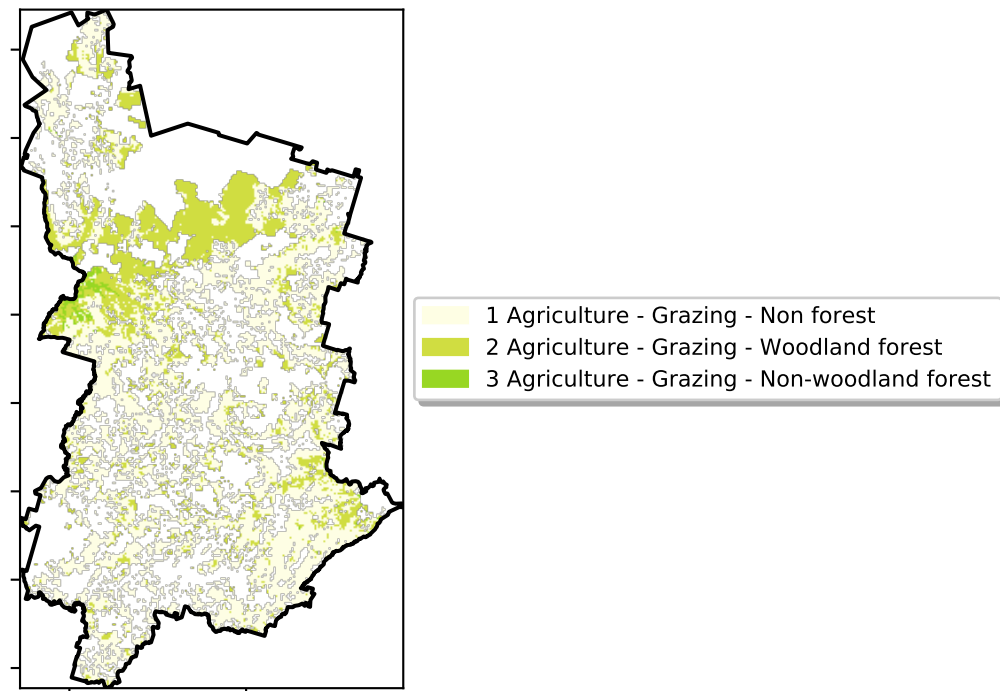 1 Agriculture - Grazing - Non forest
2 Agriculture - Grazing - Woodland forest
3 Agriculture - Grazing - Non-woodland forest